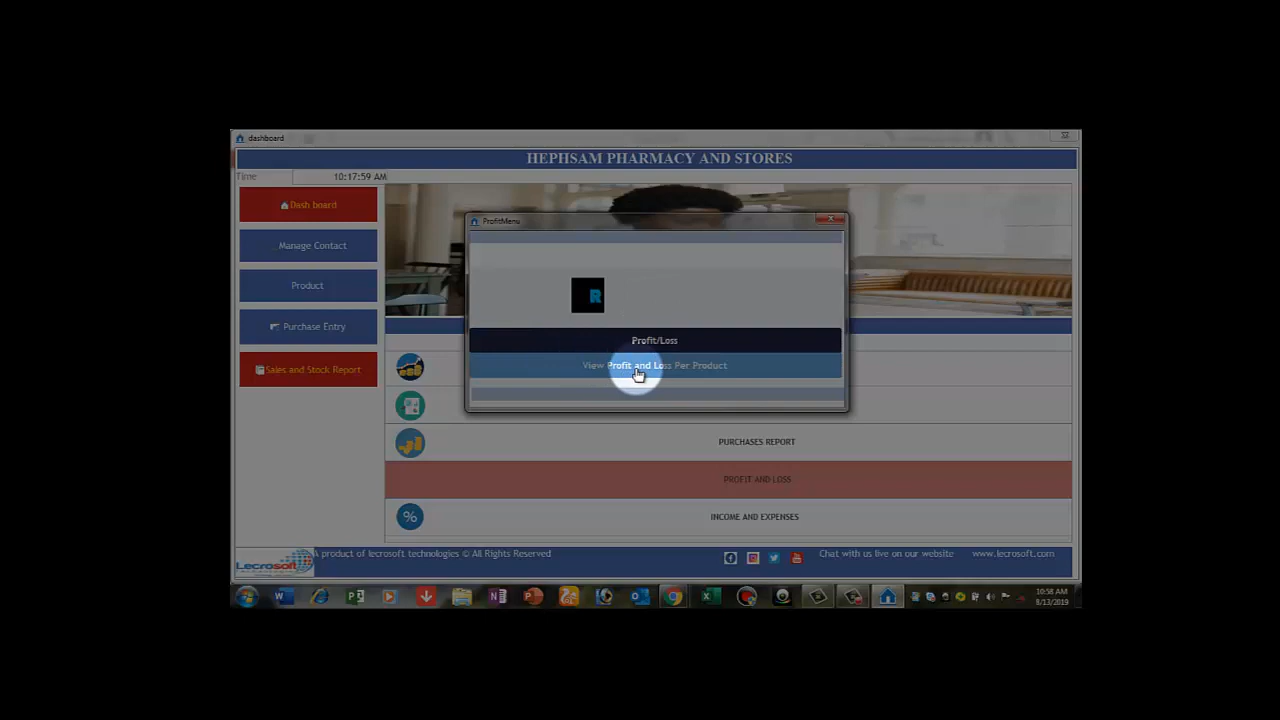 dashboard
HEPHSAM PHARMACY AND STORES
Time 10:17:59 AM
Dash board
Manage Contact
Product
Purchase Entry
Sales and Stock Report
ProfitMenu
R
Profit/Loss
View Profit and Loss Per Product
PURCHASES REPORT
PROFIT AND LOSS
%
INCOME AND EXPENSES
Lecrosoft
A product of lecrosoft technologies © All Rights Reserved
Chat with us live on our website
www.lecrosoft.com
10:58 AM
8/13/2019